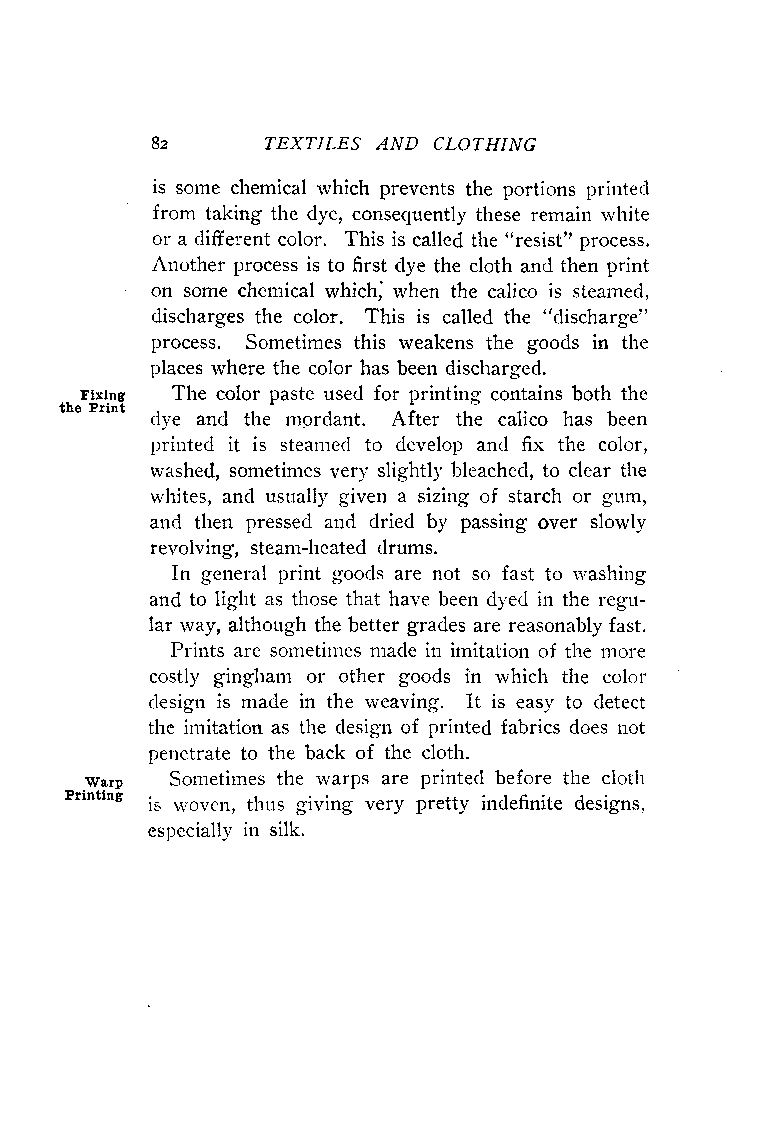 82 TEXTILES AND CLOTHING
is some chemical which prevents the portions printed
from taking the dye, consequently these remain white
or a different color. This is called the “resist” process.
Another process is to first dye the cloth and then print
on some chemical which, when the calico is steamed,
discharges the color. This is called the “discharge”
process. Sometimes this weakens the goods in the
places where the color has been discharged.
Fixing
the Print
The color paste used for printing contains both the
dye and the mordant. After the calico has been
printed it is steamed to develop and fix the color,
washed, sometimes very slightly bleached, to clear the
whites, and usually given a sizing of starch or gum,
and then pressed and dried by passing over slowly
revolving, steam-heated drums.
In general print goods are not so fast to washing
and to light as those that have been dyed in the regu-
lar way, although the better grades are reasonably fast.
Prints are sometimes made in imitation of the more
costly gingham or other goods in which the color
design is made in the weaving. It is easy to detect
the imitation as the design of printed fabrics does not
penetrate to the back of the cloth.
Warp
Printing
Sometimes the warps are printed before the cloth
is woven, thus giving very pretty indefinite designs,
especially in silk.